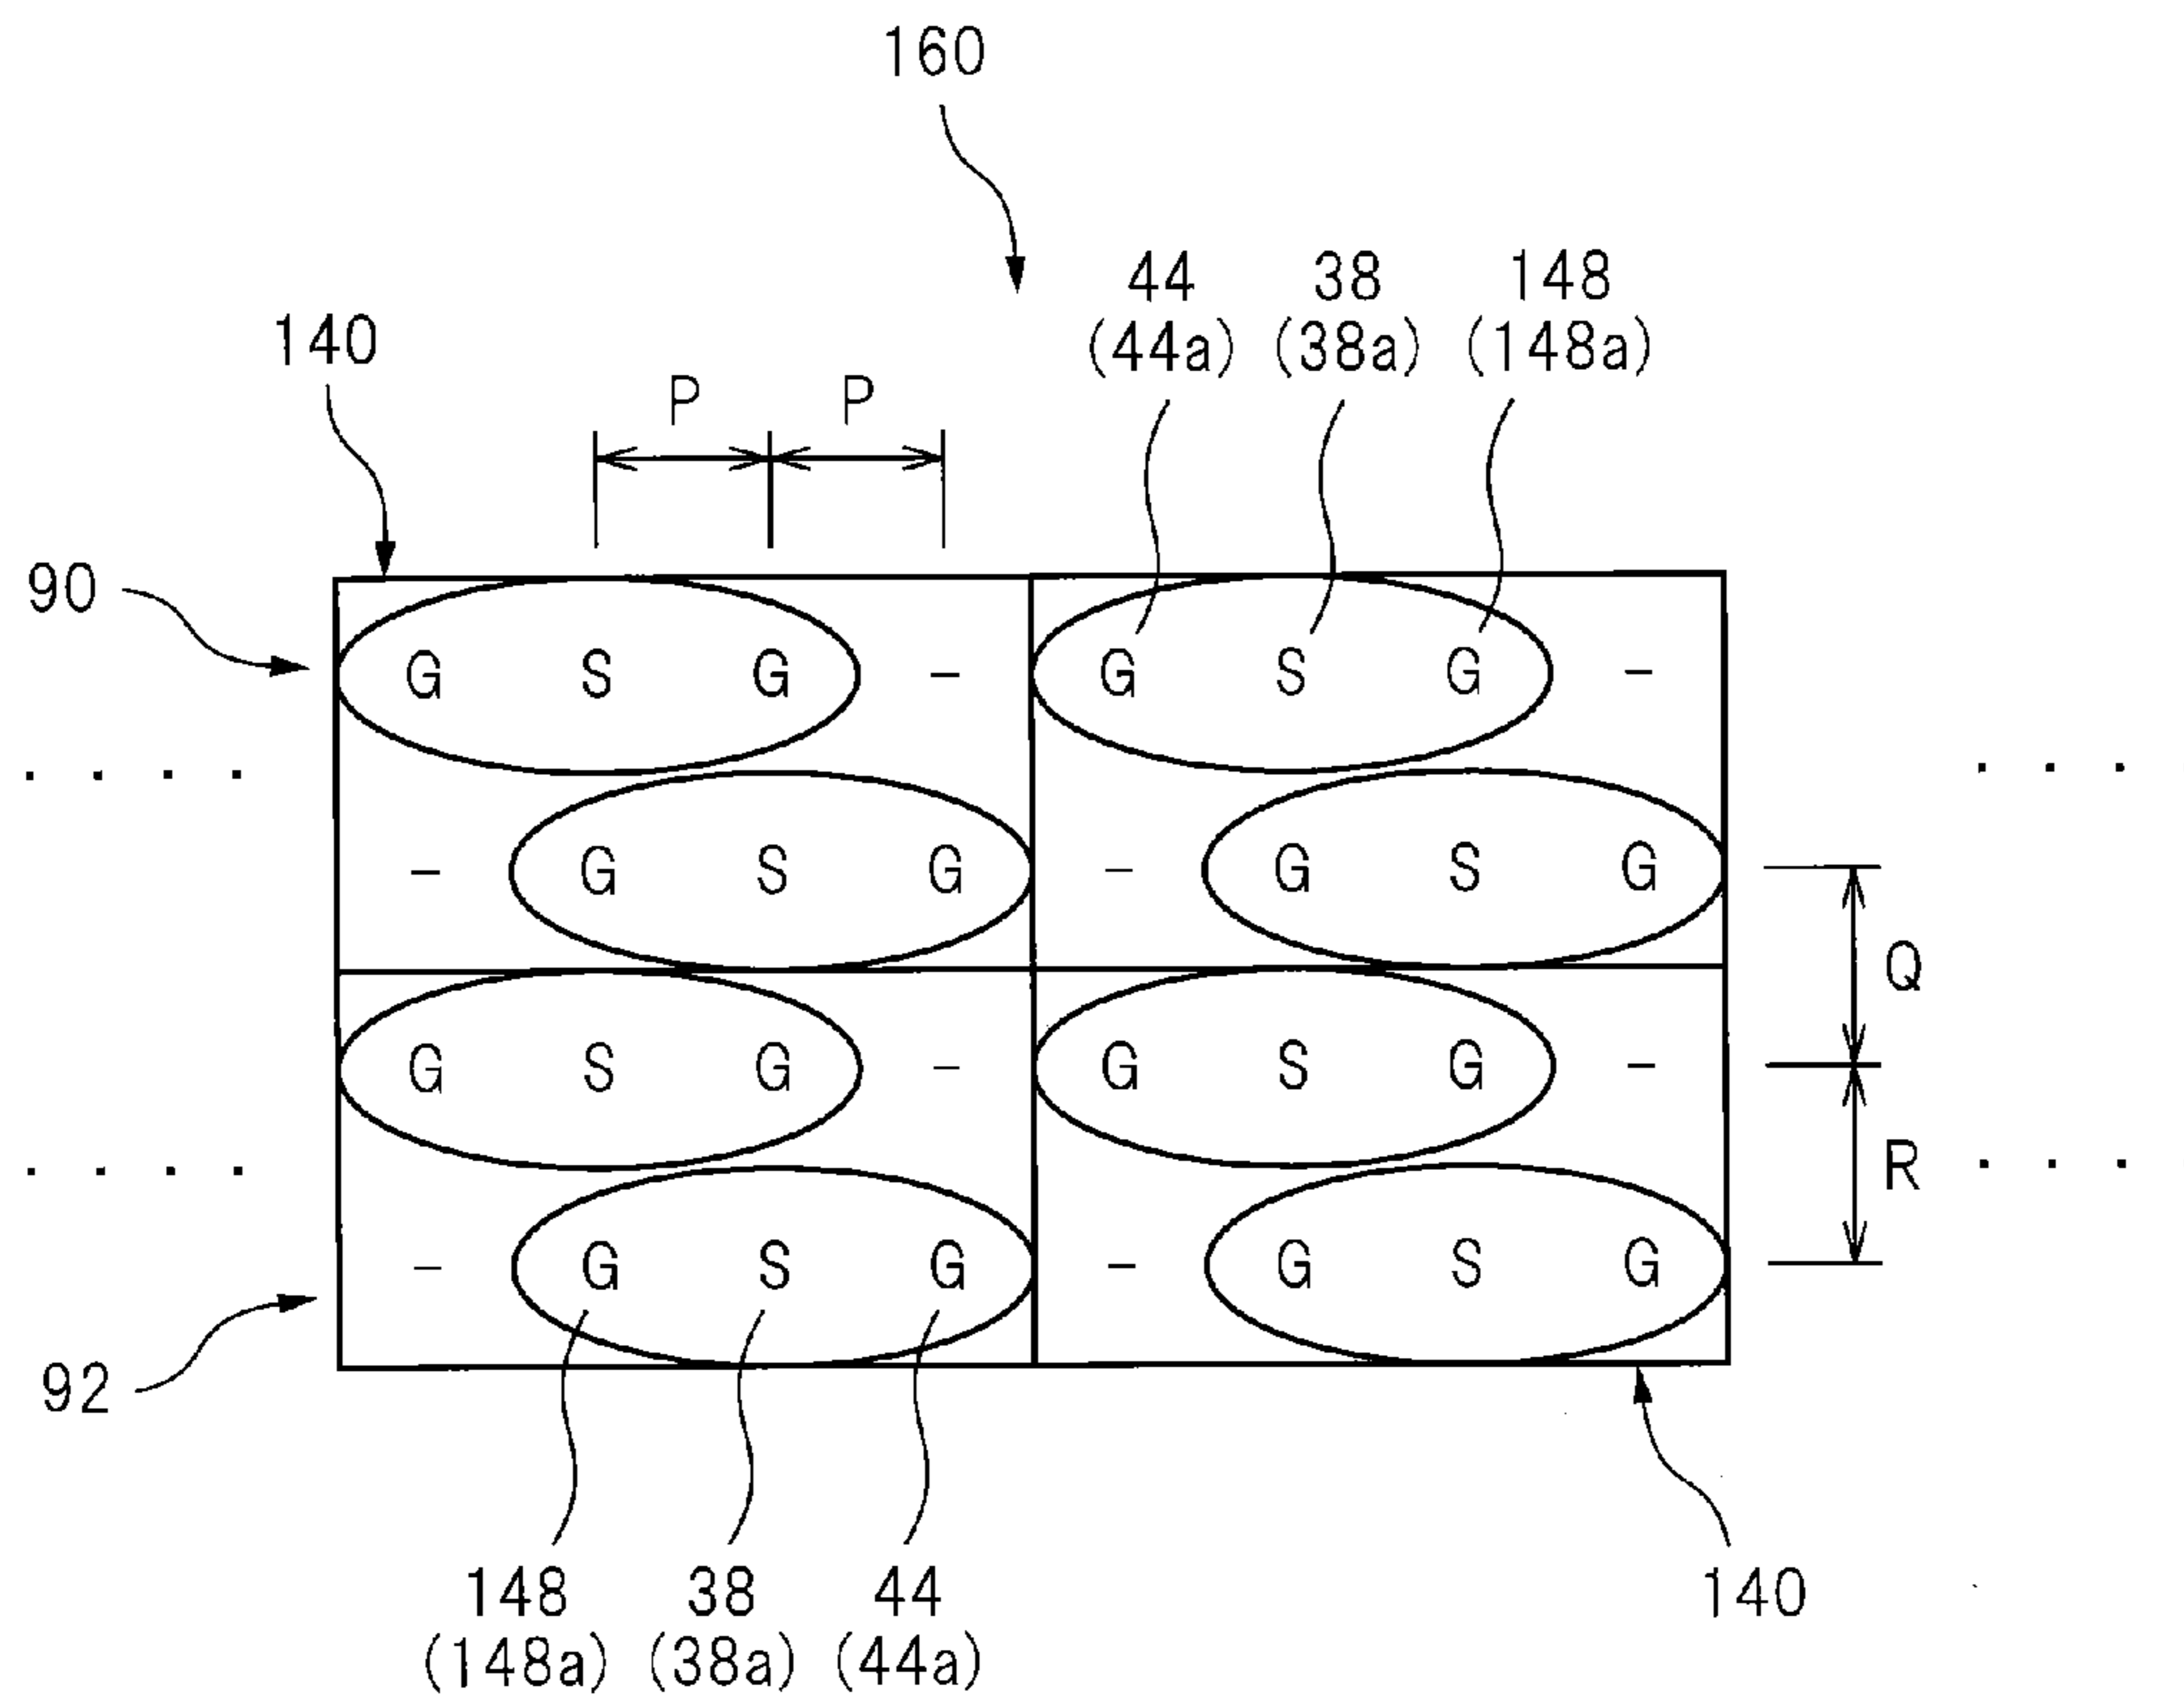 160
44 38 148
(44a) (38a) (148a)
140
P P
90
G S G - G S G -
. . . . . . .
- G S G - G S G
Q
G S G - G S G -
. . . . R . . .
- G S G - G S G
92
148 38 44 140
(148a) (38a) (44a)